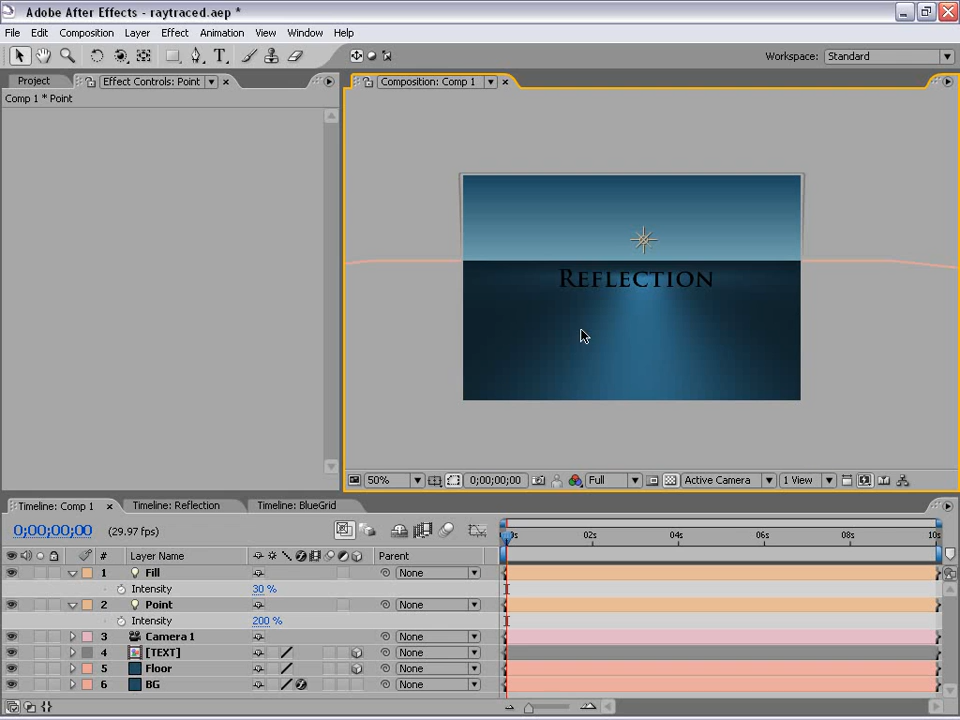 Adobe After Effects - raytraced.aep *
File Edit Composition Layer Effect Animation View Window Help
Workspace: Standard
Project Effect Controls: Point
Composition: Comp 1
Comp 1 * Point
REFLECTION
50% 0;00;00;00 Full Active Camera 1 View
Timeline: Comp 1 Timeline: Reflection Timeline: BlueGrid
0;00;00;00 (29.97 fps)
02s 04s 06s 08s 10s
# Layer Name Parent
1 Fill None
Intensity 30 %
2 Point None
Intensity 200 %
3 Camera 1 None
4 [TEXT] None
5 Floor None
6 BG None